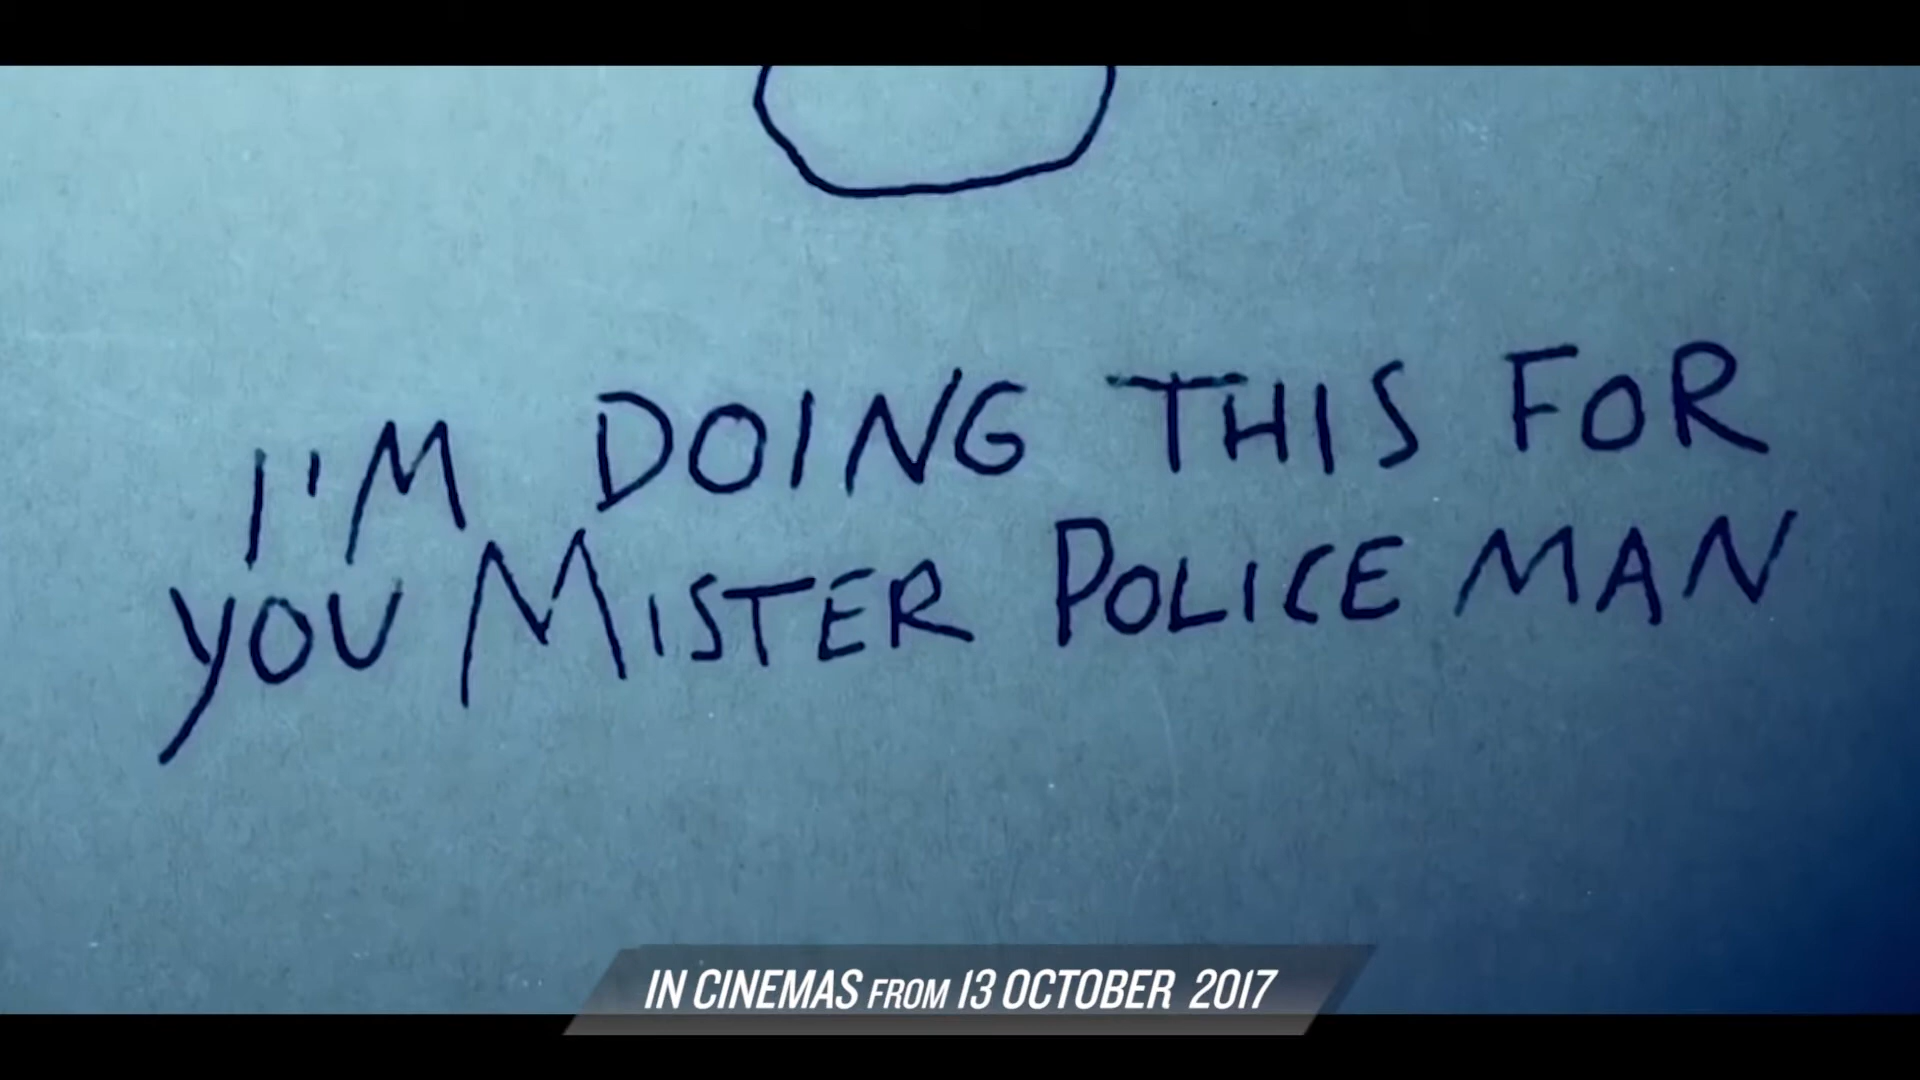 I'M DOING THIS FOR
YOU MISTER POLICE MAN
IN CINEMAS FROM 13 OCTOBER 2017